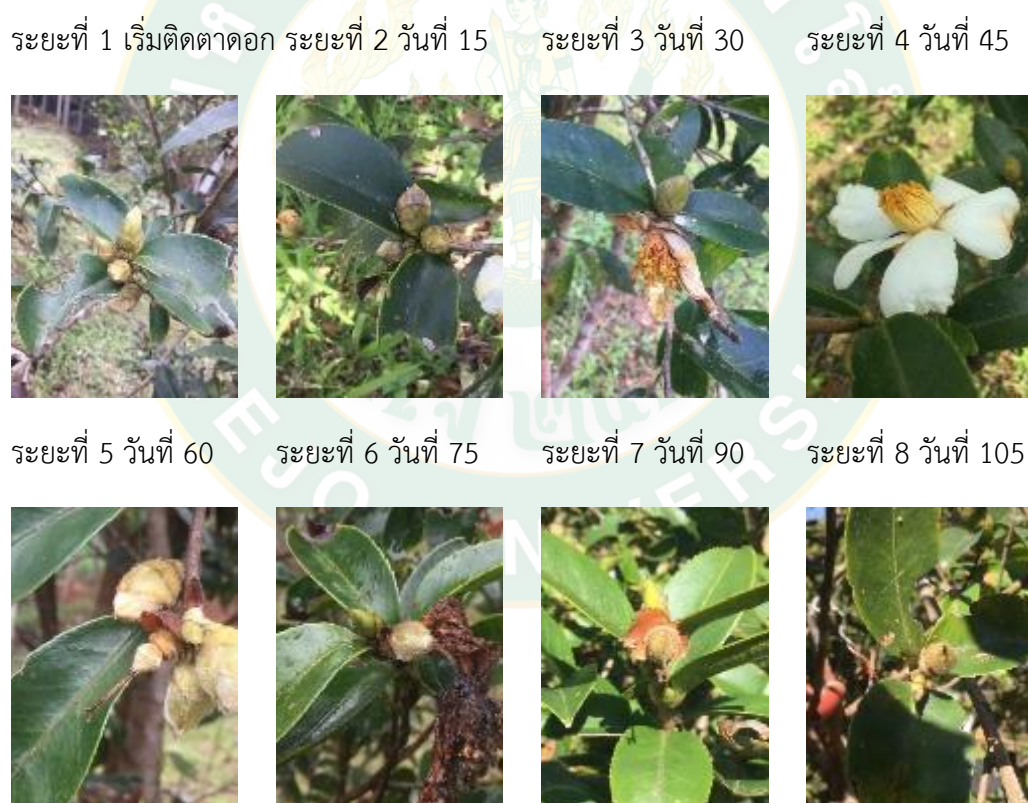 ระยะที่ 1 เริ่มติดตาดอก ระยะที่ 2 วันที่ 15 ระยะที่ 3 วันที่ 30 ระยะที่ 4 วันที่ 45
ระยะที่ 5 วันที่ 60 ระยะที่ 6 วันที่ 75 ระยะที่ 7 วันที่ 90 ระยะที่ 8 วันที่ 105